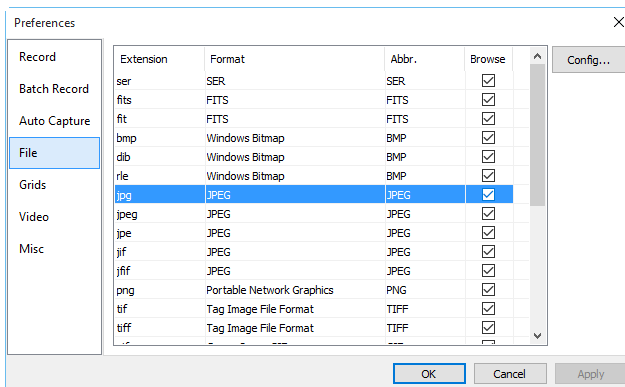 Preferences
Record
Batch Record
Auto Capture
File
Grids
Video
Misc
Extension Format Abbr. Browse
ser SER SER
fits FITS FITS
fit FITS FITS
bmp Windows Bitmap BMP
dib Windows Bitmap BMP
rle Windows Bitmap BMP
jpg JPEG JPEG
jpeg JPEG JPEG
jpe JPEG JPEG
jif JPEG JPEG
jfif JPEG JPEG
png Portable Network Graphics PNG
tif Tag Image File Format TIFF
tiff Tag Image File Format TIFF
Config...
OK Cancel Apply